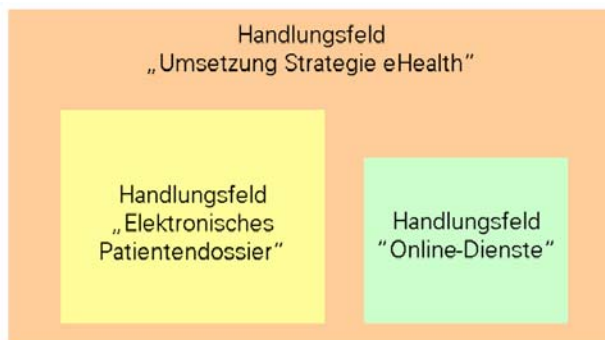 Handlungsfeld
„Umsetzung Strategie eHealth”
Handlungsfeld
„Elektronisches
Patientendossier”
Handlungsfeld
“Online-Dienste”